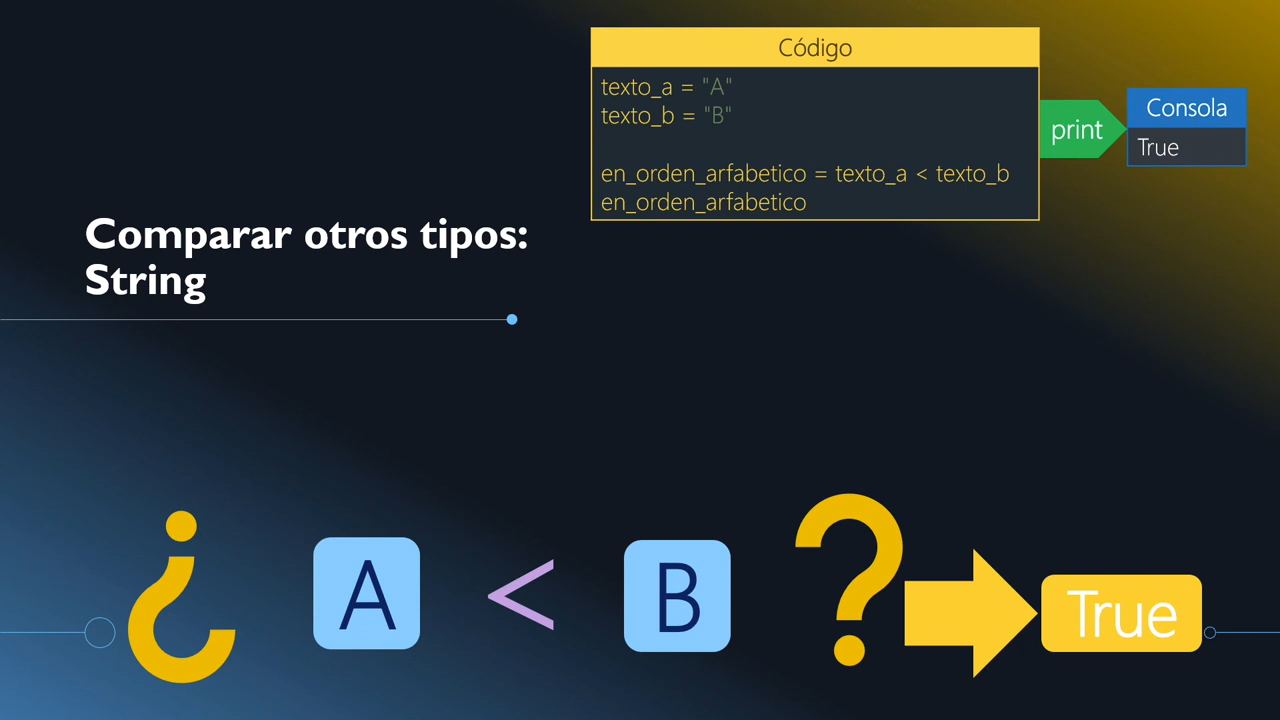 Código
texto_a = "A"
texto_b = "B"
en_orden_arfabetico = texto_a < texto_b
en_orden_arfabetico
print
Consola
True
Comparar otros tipos:
String
¿ A < B ? True